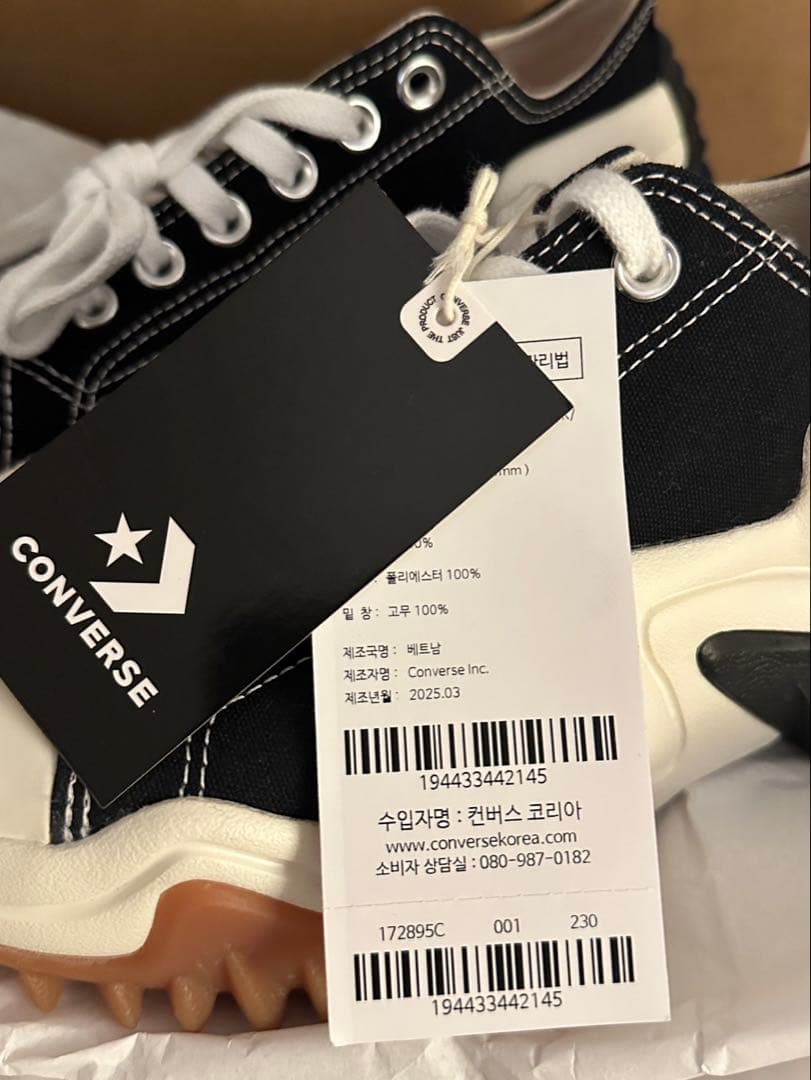 CONVERSE JUST THE PRODUCT
CONVERSE
관리법
mm )
0%
폴리에스터 100%
밑 창 : 고무 100%
제조국명 : 베트남
제조자명 : Converse Inc.
제조년월 : 2025.03
194433442145
수입자명 : 컨버스 코리아
www.conversekorea.com
소비자 상담실 : 080-987-0182
172895C 001 230
194433442145